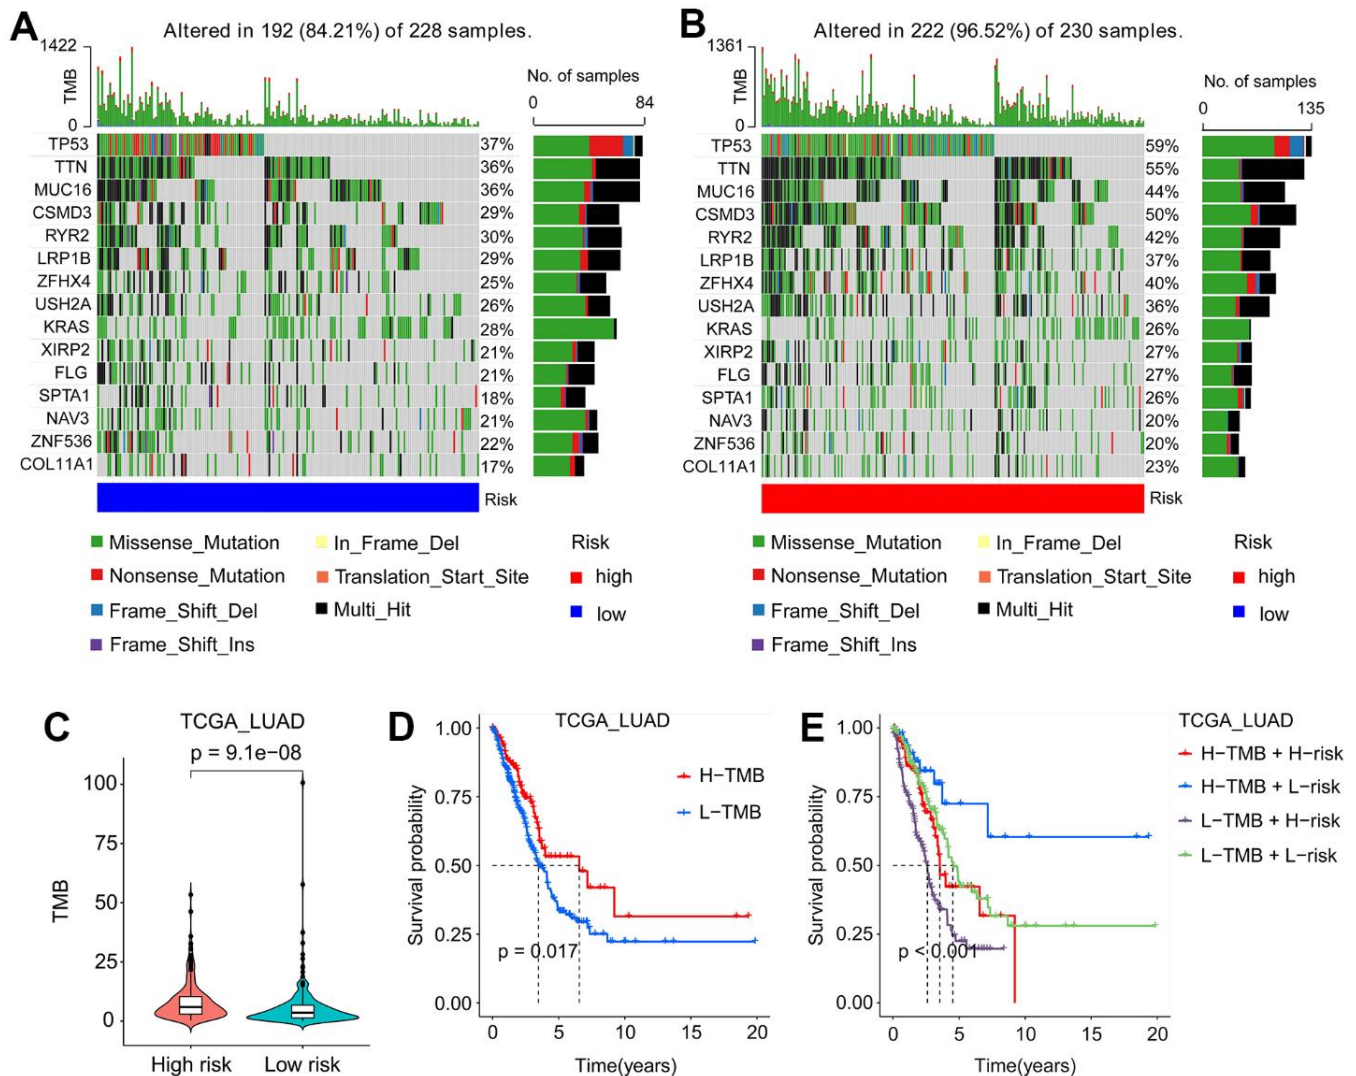 A
Altered in 192 (84.21%) of 228 samples.
1422
TMB
0
No. of samples
0 84
TP53 37%
TTN 36%
MUC16 36%
CSMD3 29%
RYR2 30%
LRP1B 29%
ZFHX4 25%
USH2A 26%
KRAS 28%
XIRP2 21%
FLG 21%
SPTA1 18%
NAV3 21%
ZNF536 22%
COL11A1 17%
Risk
Missense_Mutation In_Frame_Del Risk
Nonsense_Mutation Translation_Start_Site high
Frame_Shift_Del Multi_Hit low
Frame_Shift_Ins
B
Altered in 222 (96.52%) of 230 samples.
1361
TMB
0
No. of samples
0 135
TP53 59%
TTN 55%
MUC16 44%
CSMD3 50%
RYR2 42%
LRP1B 37%
ZFHX4 40%
USH2A 36%
KRAS 26%
XIRP2 27%
FLG 27%
SPTA1 26%
NAV3 20%
ZNF536 20%
COL11A1 23%
Risk
Missense_Mutation In_Frame_Del Risk
Nonsense_Mutation Translation_Start_Site high
Frame_Shift_Del Multi_Hit low
Frame_Shift_Ins
C
TCGA_LUAD
p = 9.1e−08
TMB
100
75
50
25
0
High risk Low risk
D
TCGA_LUAD
Survival probability
1.00
0.75
0.50
0.25
0.00
H−TMB
L−TMB
p = 0.017
0 5 10 15 20
Time(years)
E
TCGA_LUAD
H−TMB + H−risk
H−TMB + L−risk
L−TMB + H−risk
L−TMB + L−risk
Survival probability
1.00
0.75
0.50
0.25
0.00
p < 0.001
0 5 10 15 20
Time(years)